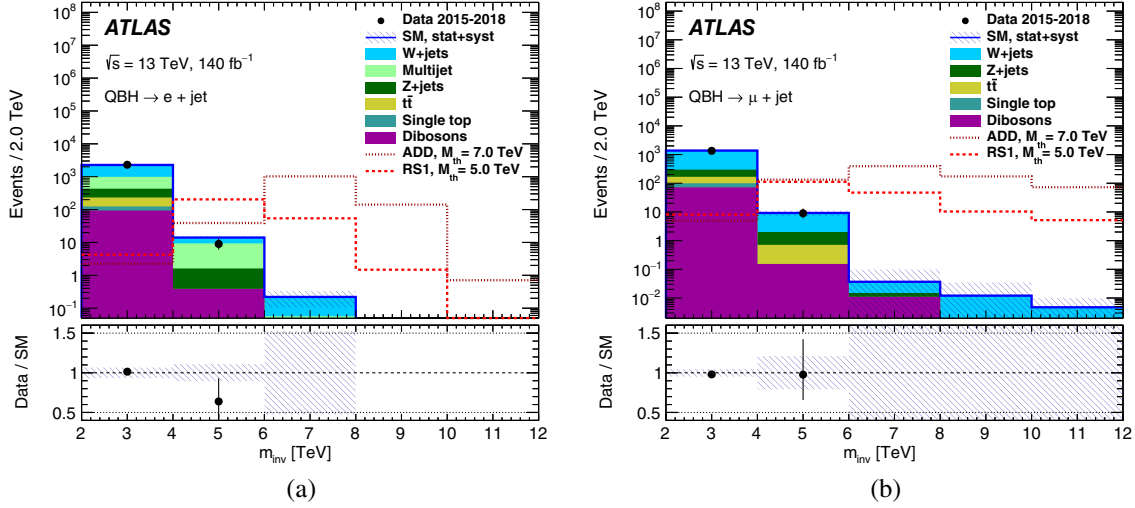 ATLAS
√s = 13 TeV, 140 fb⁻¹
QBH → e + jet
Data 2015-2018
SM, stat+syst
W+jets
Multijet
Z+jets
tt̄
Single top
Dibosons
ADD, M_th = 7.0 TeV
RS1, M_th = 5.0 TeV
Events / 2.0 TeV
10⁸
10⁷
10⁶
10⁵
10⁴
10³
10²
10
1
10⁻¹
Data / SM
1.5
1
0.5
2 3 4 5 6 7 8 9 10 11 12
m_inv [TeV]
(a)
ATLAS
√s = 13 TeV, 140 fb⁻¹
QBH → μ + jet
Data 2015-2018
SM, stat+syst
W+jets
Z+jets
tt̄
Single top
Dibosons
ADD, M_th = 7.0 TeV
RS1, M_th = 5.0 TeV
Events / 2.0 TeV
10⁸
10⁷
10⁶
10⁵
10⁴
10³
10²
10
1
10⁻¹
10⁻²
Data / SM
1.5
1
0.5
2 3 4 5 6 7 8 9 10 11 12
m_inv [TeV]
(b)